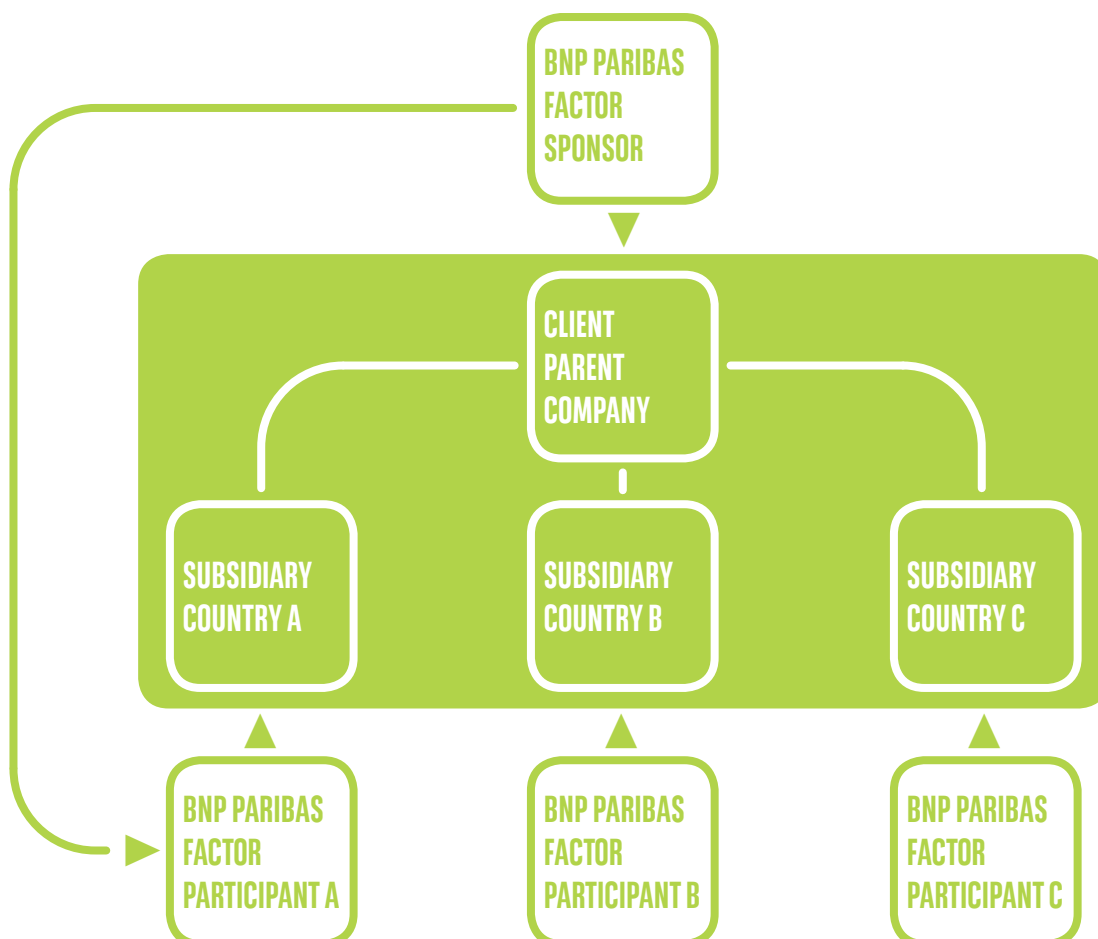 BNP PARIBAS
FACTOR
SPONSOR
CLIENT
PARENT
COMPANY
SUBSIDIARY
COUNTRY A
SUBSIDIARY
COUNTRY B
SUBSIDIARY
COUNTRY C
BNP PARIBAS
FACTOR
PARTICIPANT A
BNP PARIBAS
FACTOR
PARTICIPANT B
BNP PARIBAS
FACTOR
PARTICIPANT C